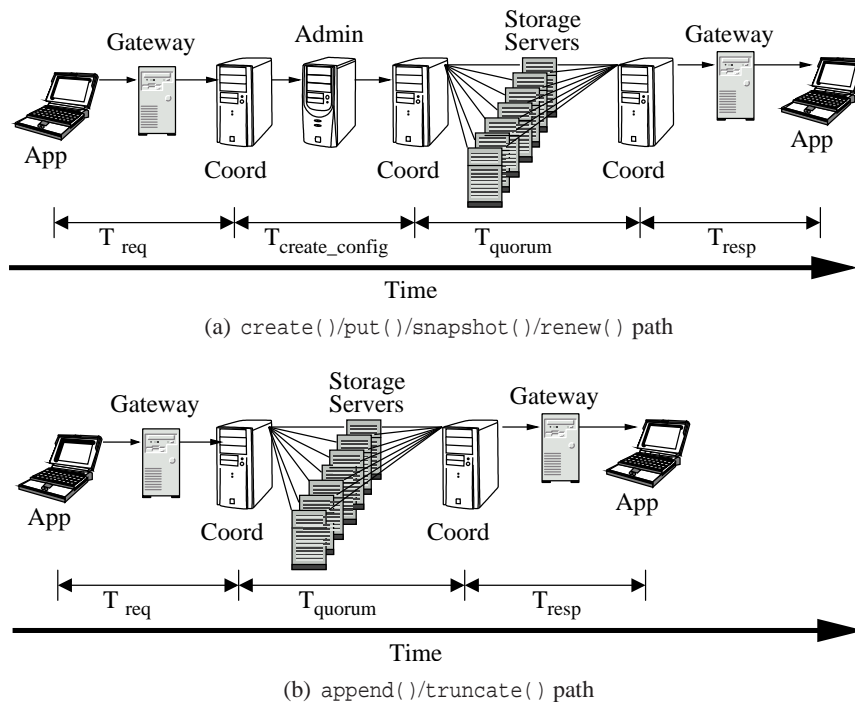 Storage
Servers
Gateway Admin Gateway
App Coord Coord Coord App
T req T create_config T quorum T resp
Time
(a) create()/put()/snapshot()/renew() path
Storage
Servers
Gateway Gateway
App Coord Coord App
T req T quorum T resp
Time
(b) append()/truncate() path